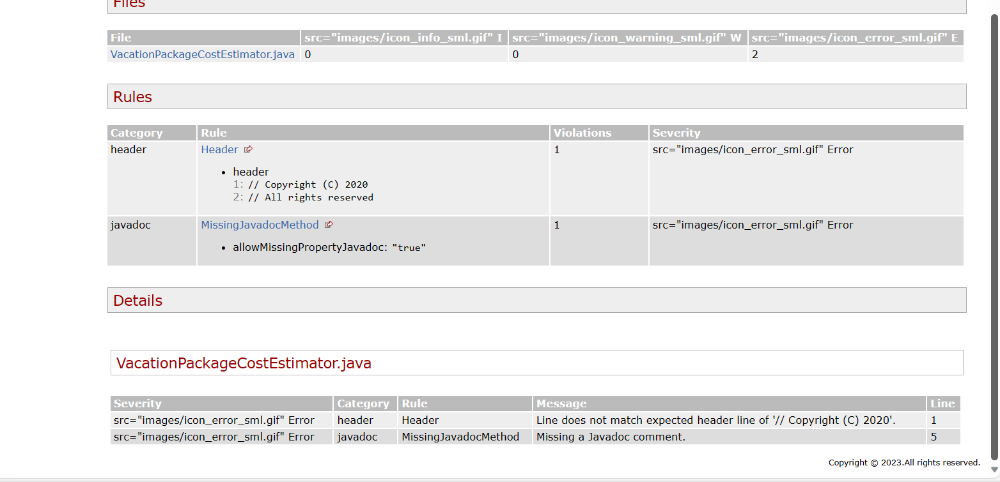 Files
File src="images/icon_info_sml.gif" I src="images/icon_warning_sml.gif" W src="images/icon_error_sml.gif" E
VacationPackageCostEstimator.java 0 0 2
Rules
Category Rule Violations Severity
header Header 1 src="images/icon_error_sml.gif" Error
• header
1: // Copyright (C) 2020
2: // All rights reserved
javadoc MissingJavadocMethod 1 src="images/icon_error_sml.gif" Error
• allowMissingPropertyJavadoc: "true"
Details
VacationPackageCostEstimator.java
Severity Category Rule Message Line
src="images/icon_error_sml.gif" Error header Header Line does not match expected header line of '// Copyright (C) 2020'. 1
src="images/icon_error_sml.gif" Error javadoc MissingJavadocMethod Missing a Javadoc comment. 5
Copyright © 2023.All rights reserved.